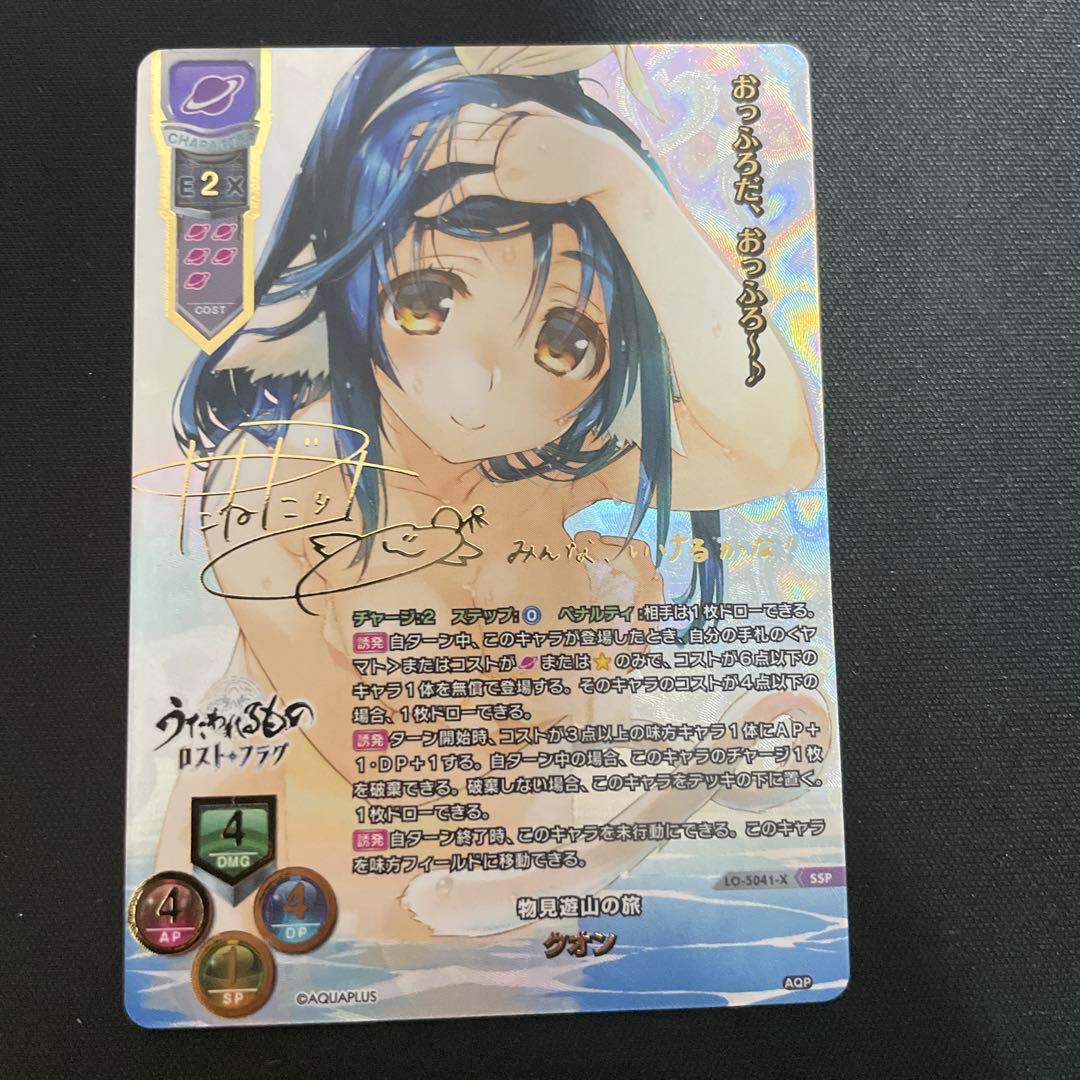 おっふろだ、おっふろ～♪
CHARACTER
E 2 X
COST
たねだりさ
みんな、いけるかな!
チャージ:2 ステップ:0 ペナルティ:相手は1枚ドローできる。
誘発 自ターン中、このキャラが登場したとき、自分の手札の<ヤ
マト>またはコストが または のみで、コストが6点以下の
キャラ1体を無償で登場する。そのキャラのコストが4点以下の
場合、1枚ドローできる。
誘発 ターン開始時、コストが3点以上の味方キャラ1体にAP+
1・DP+1する。自ターン中の場合、このキャラのチャージ1枚
を破棄できる。破棄しない場合、このキャラをデッキの下に置く。
1枚ドローできる。
誘発 自ターン終了時、このキャラを未行動にできる。このキャラ
を味方フィールドに移動できる。
うたわれるもの
ロスト・フラグ
4
DMG
4
AP
4
DP
1
SP
LO-5041-X SSP
物見遊山の旅
クオン
©AQUAPLUS
AQP